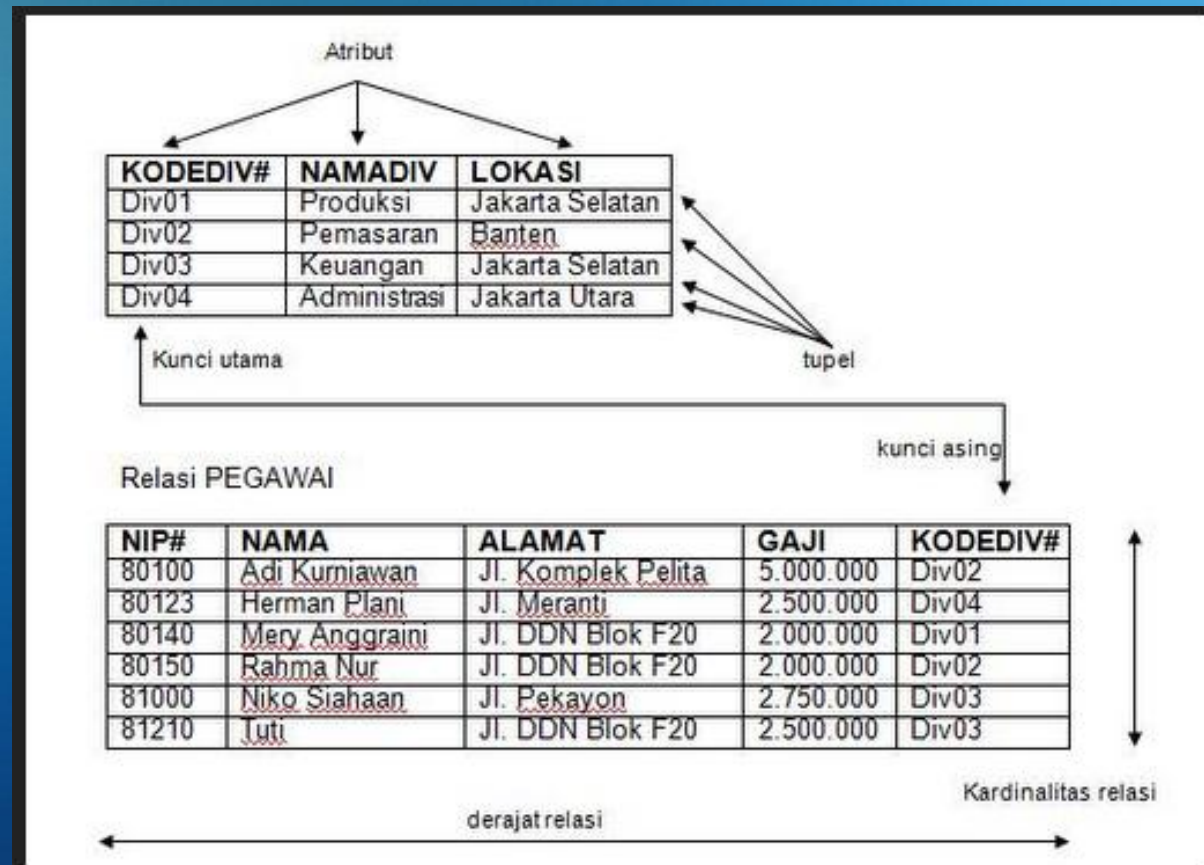 Atribut
KODEDIV# NAMADIV LOKASI
Div01 Produksi Jakarta Selatan
Div02 Pemasaran Banten
Div03 Keuangan Jakarta Selatan
Div04 Administrasi Jakarta Utara
Kunci utama tupel
kunci asing
Relasi PEGAWAI
NIP# NAMA ALAMAT GAJI KODEDIV#
80100 Adi Kurniawan Jl. Komplek Pelita 5.000.000 Div02
80123 Herman Plani Jl. Meranti 2.500.000 Div04
80140 Mery Anggraini Jl. DDN Blok F20 2.000.000 Div01
80150 Rahma Nur Jl. DDN Blok F20 2.000.000 Div02
81000 Niko Siahaan Jl. Pekayon 2.750.000 Div03
81210 Tuti Jl. DDN Blok F20 2.500.000 Div03
Kardinalitas relasi
derajat relasi